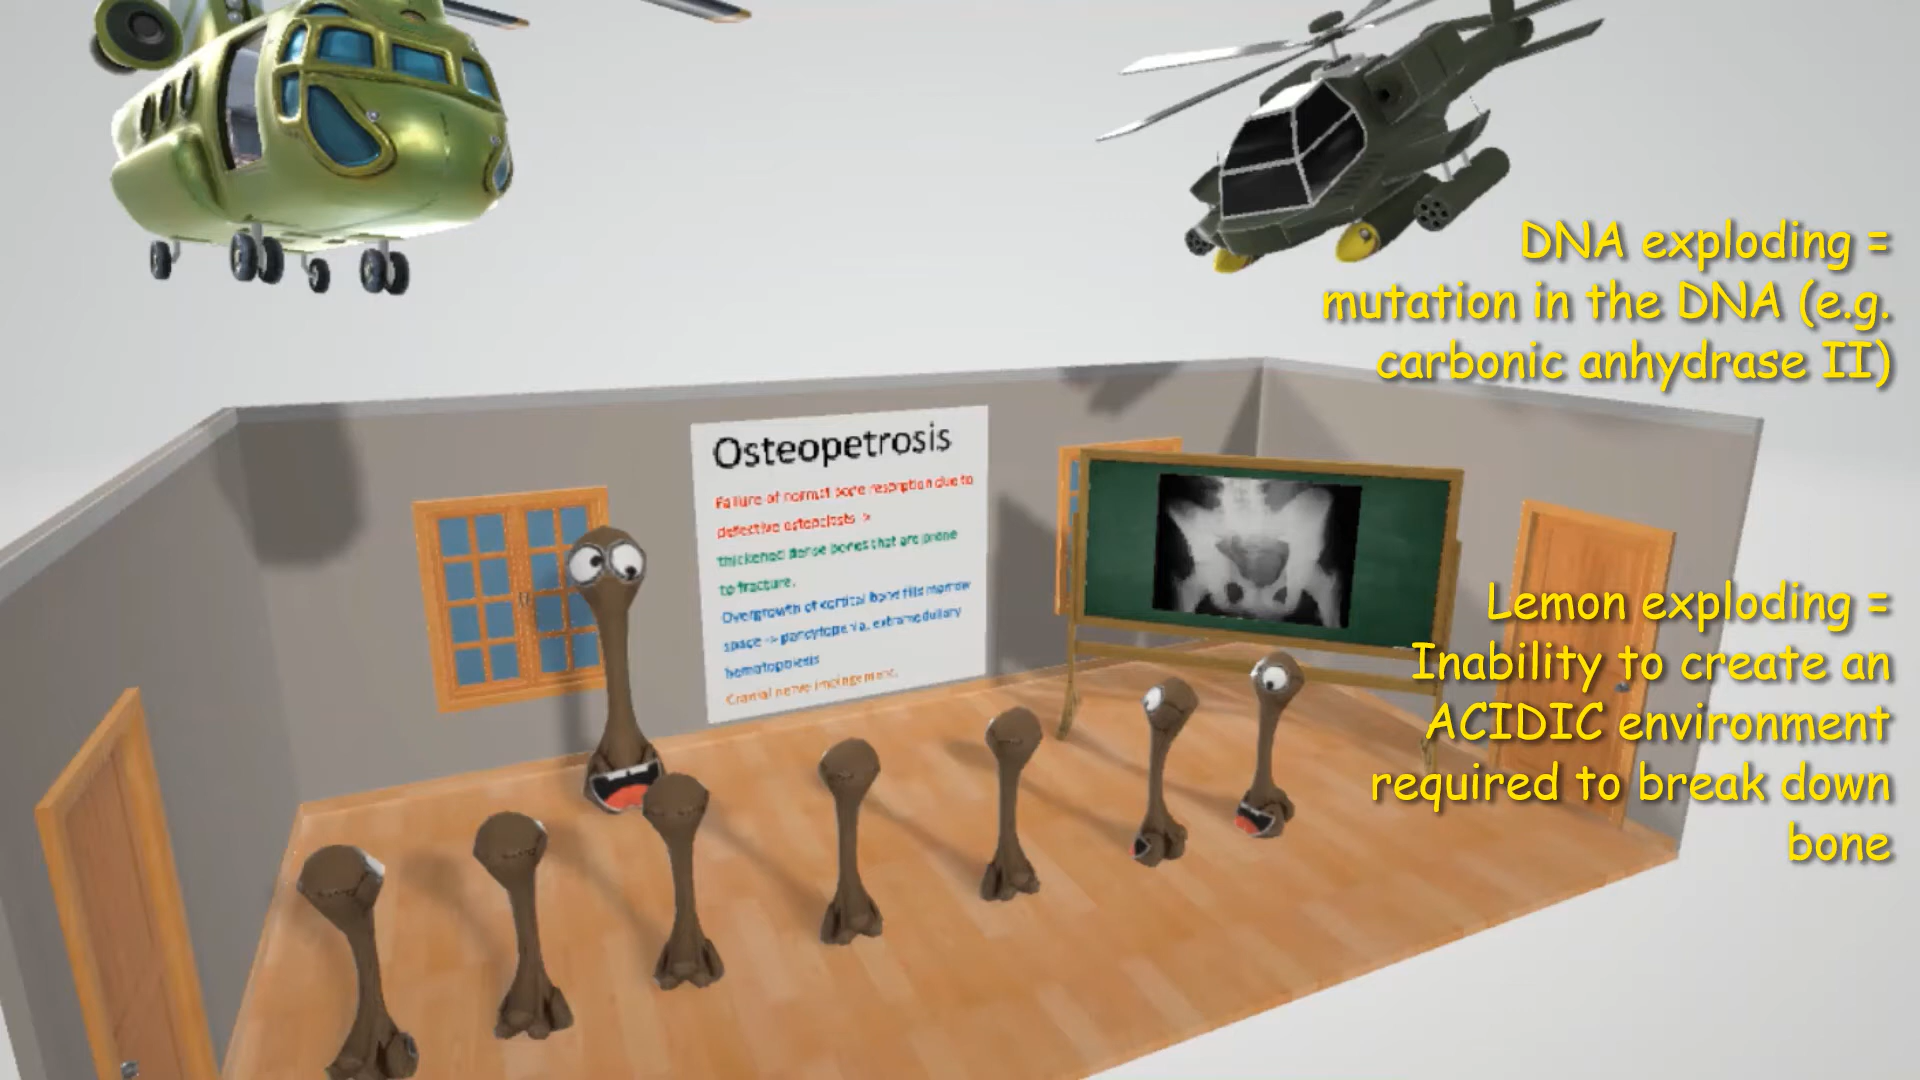 DNA exploding =
mutation in the DNA (e.g.
carbonic anhydrase II)
Osteopetrosis
Failure of normal bone resorption due to
defective osteoclasts ->
thickened dense bones that are prone
to fracture.
Overgrowth of cortical bone fills marrow
space -> pancytopenia, extramedullary
hematopoiesis
Cranial nerve impingement.
Lemon exploding =
Inability to create an
ACIDIC environment
required to break down
bone